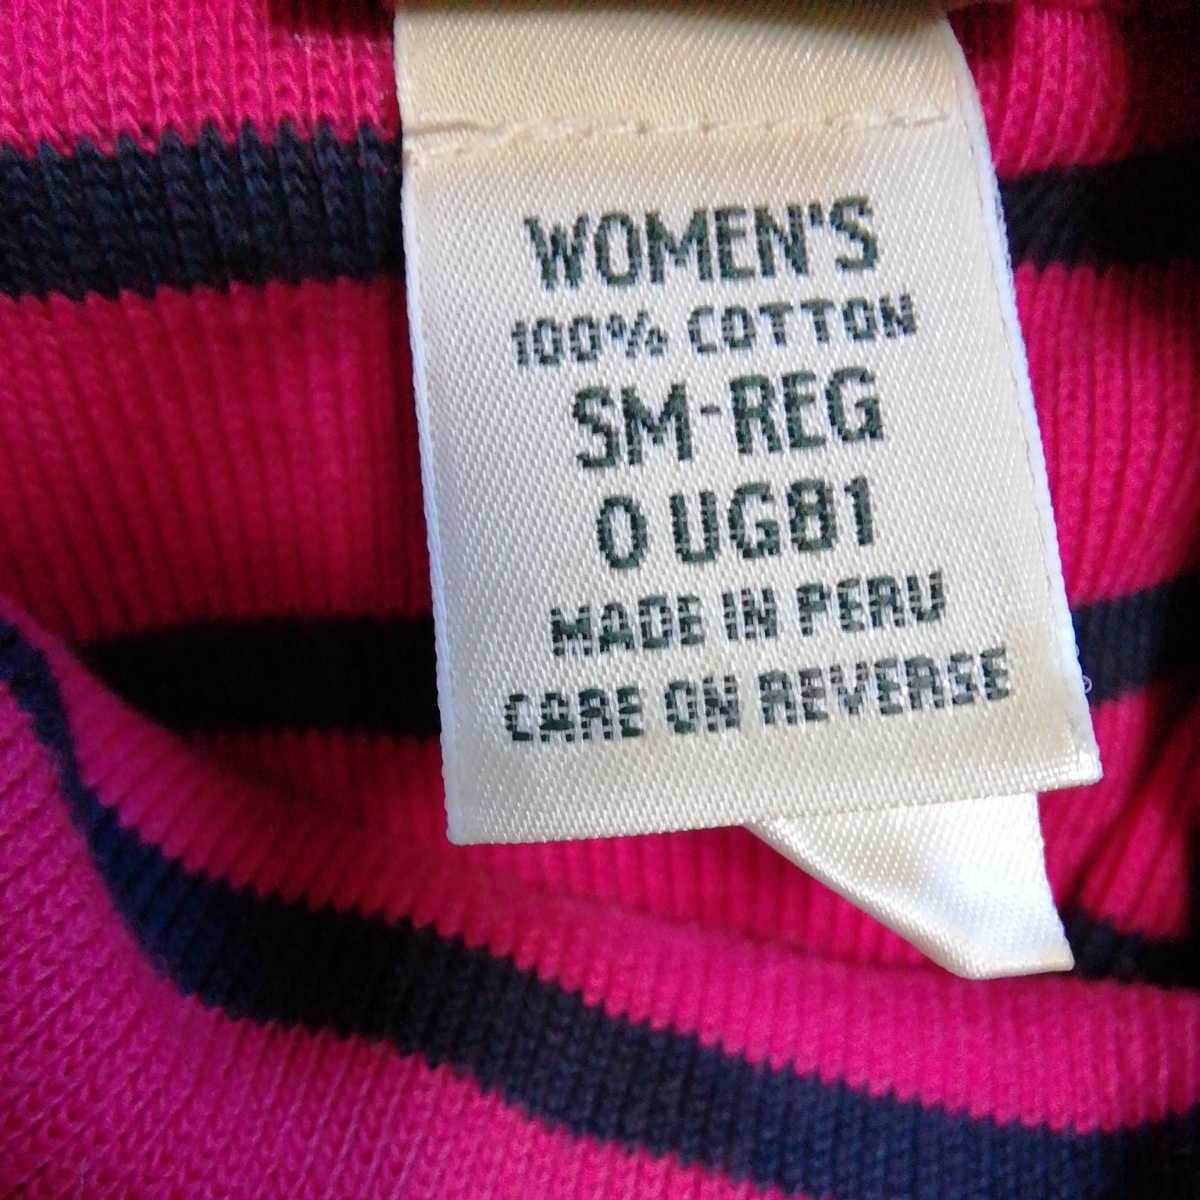 WOMEN'S
100% COTTON
SM-REG
0 UG81
MADE IN PERU
CARE ON REVERSE